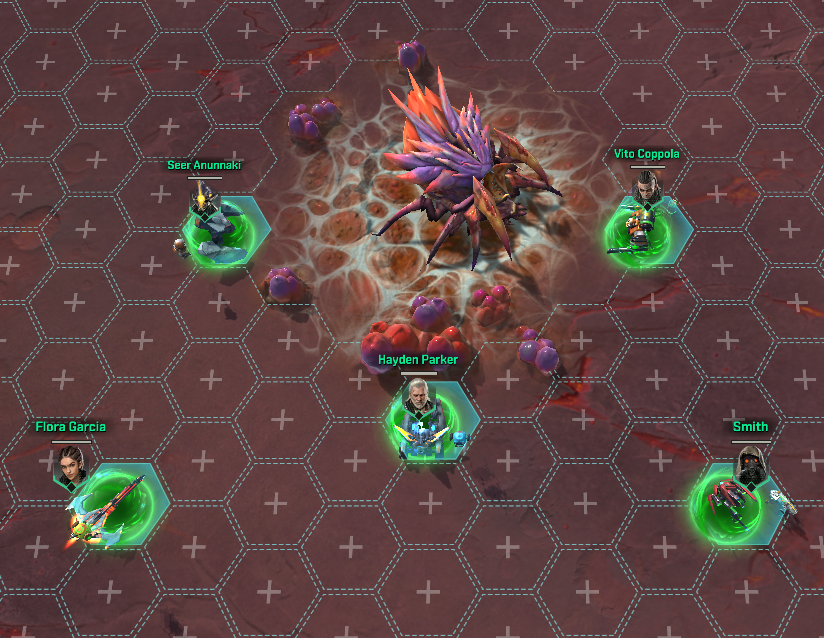 Seer Anunnaki
Vito Coppola
Hayden Parker
Flora Garcia
Smith